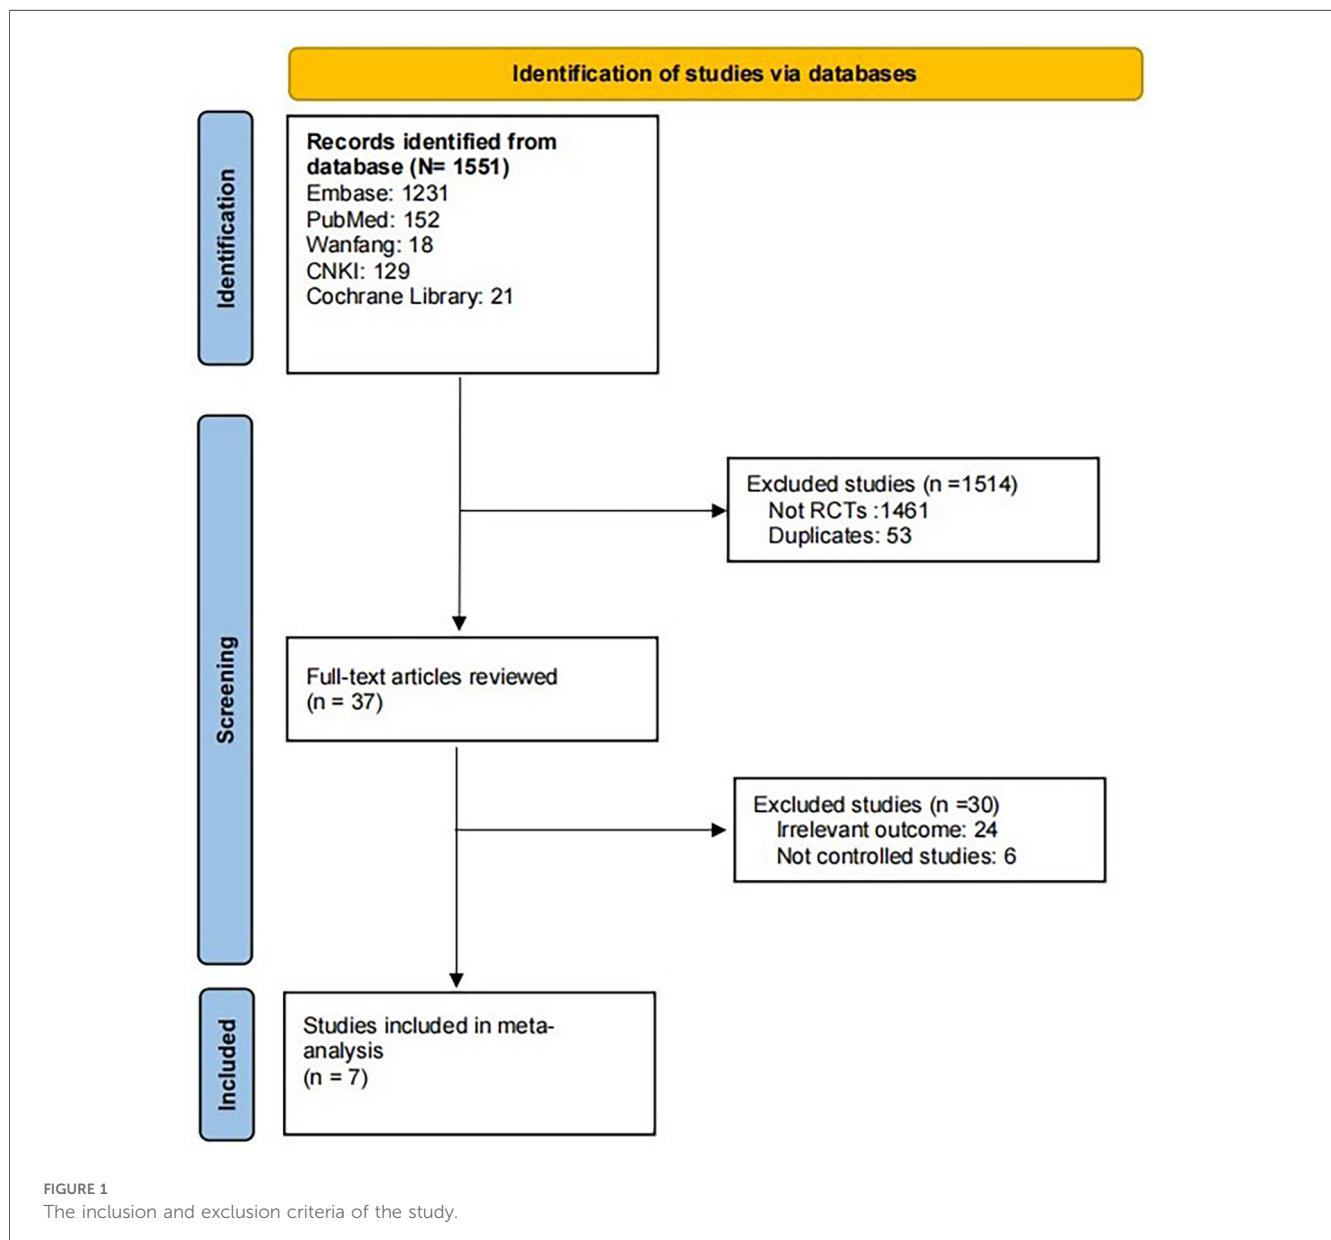 Identification of studies via databases
Identification
Records identified from
database (N= 1551)
Embase: 1231
PubMed: 152
Wanfang: 18
CNKI: 129
Cochrane Library: 21
Screening
Excluded studies (n =1514)
Not RCTs :1461
Duplicates: 53
Full-text articles reviewed
(n = 37)
Excluded studies (n =30)
Irrelevant outcome: 24
Not controlled studies: 6
Included
Studies included in meta-
analysis
(n = 7)
FIGURE 1
The inclusion and exclusion criteria of the study.